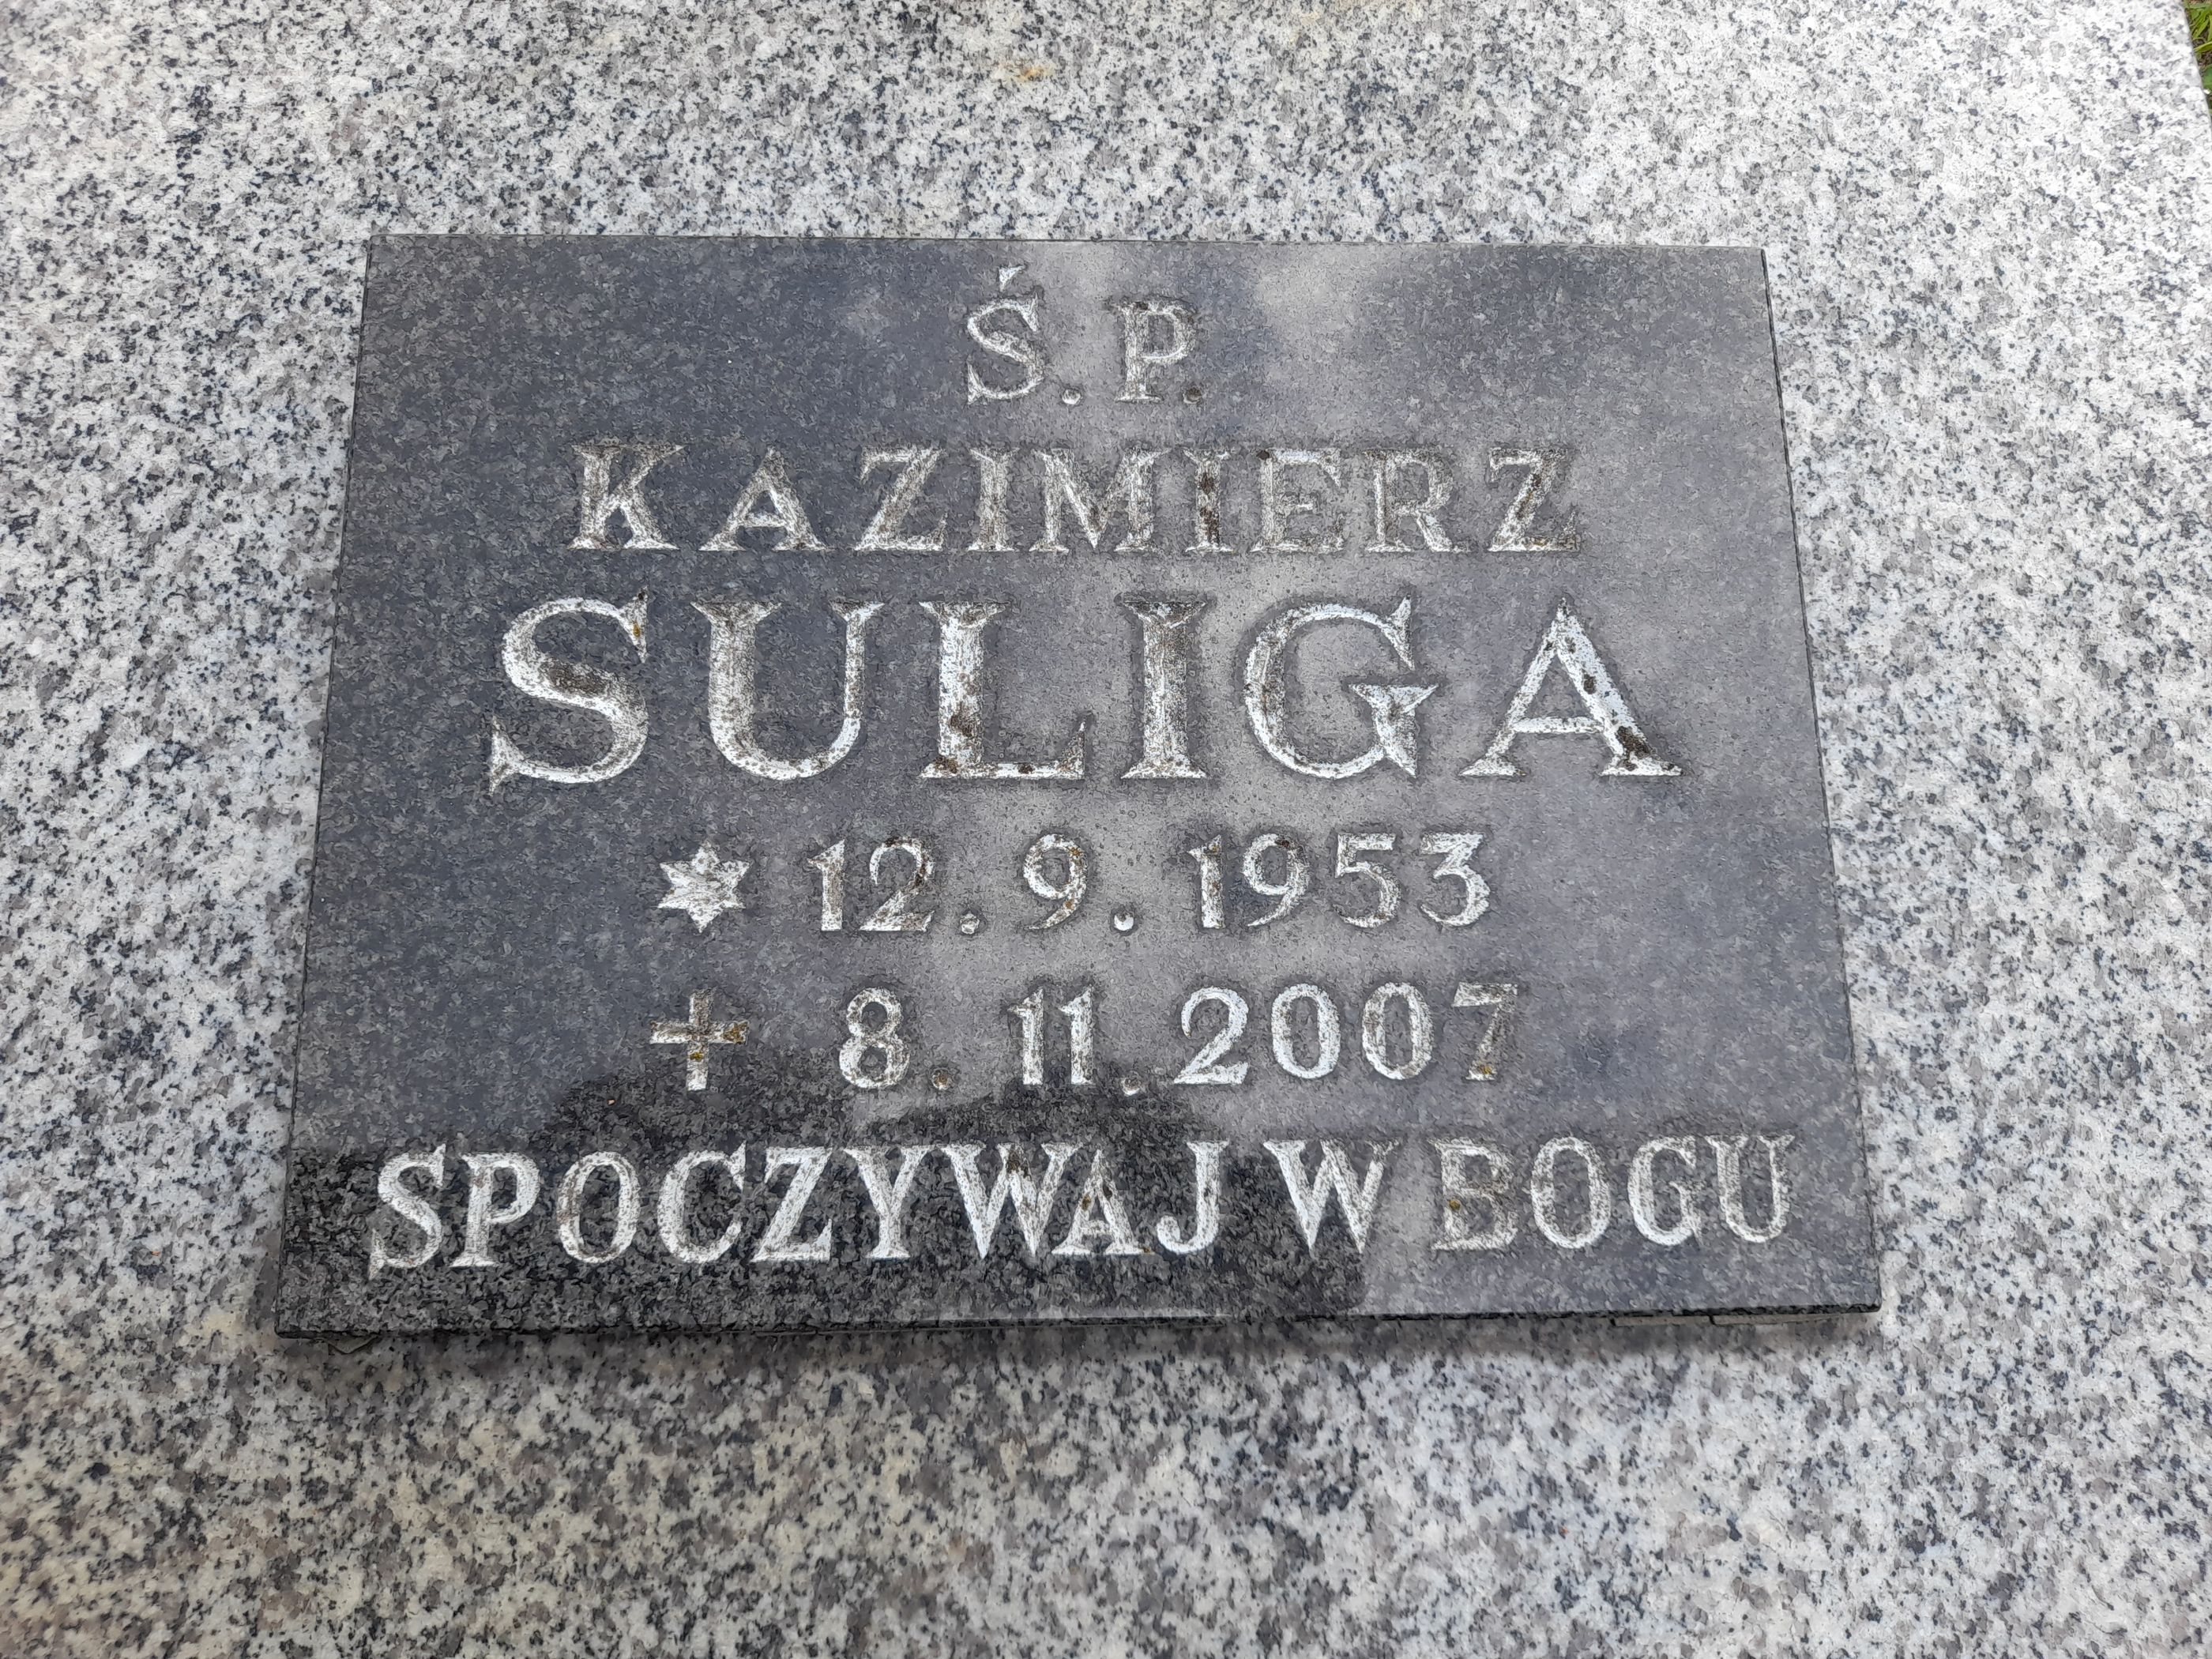 Ś. P.
KAZIMIERZ
SULIGA
✶ 12. 9. 1953
✝ 8. 11. 2007
SPOCZYWAJ W BOGU